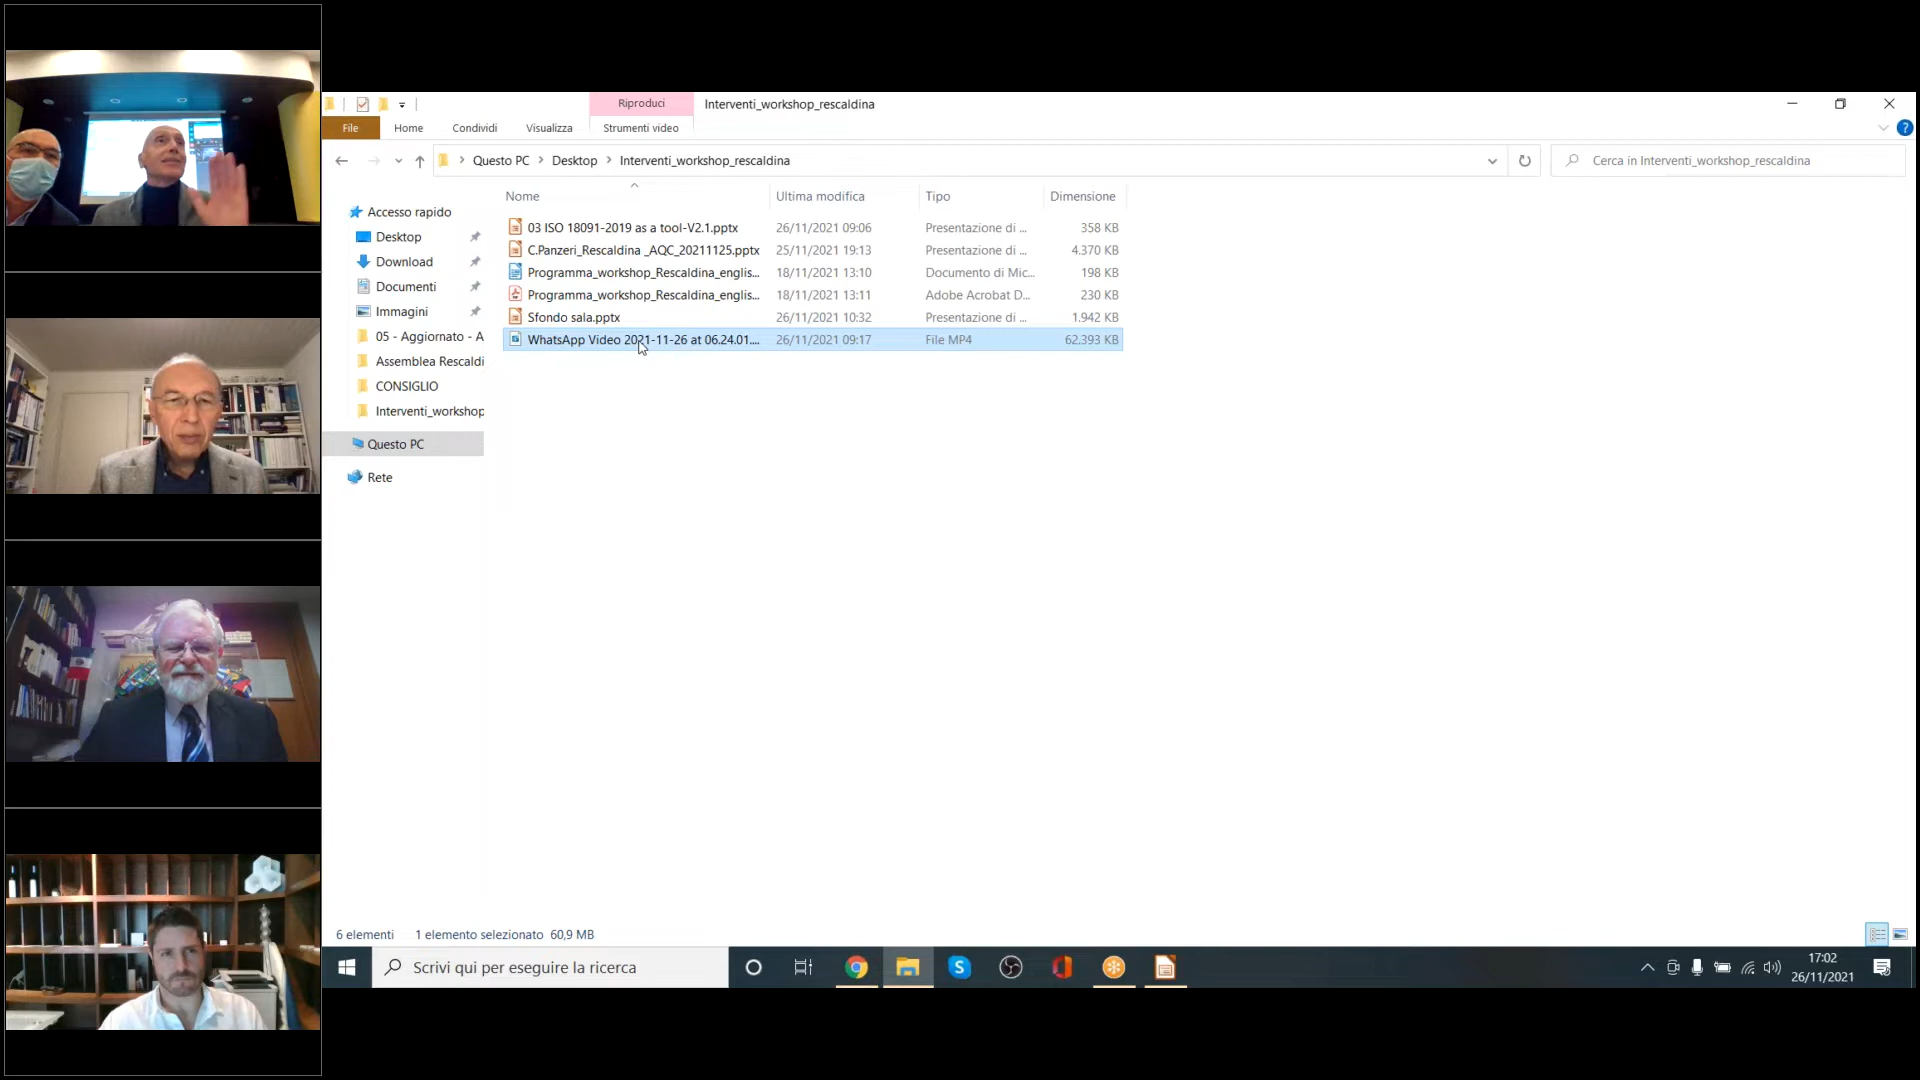 Riproduci Interventi_workshop_rescaldina
File Home Condividi Visualizza Strumenti video
Questo PC Desktop Interventi_workshop_rescaldina Cerca in Interventi_workshop_rescaldina
Nome Ultima modifica Tipo Dimensione
Accesso rapido
Desktop
Download
Documenti
Immagini
05 - Aggiornato - A
Assemblea Rescaldi
CONSIGLIO
Interventi_workshop
Questo PC
Rete
03 ISO 18091-2019 as a tool-V2.1.pptx 26/11/2021 09:06 Presentazione di ... 358 KB
C.Panzeri_Rescaldina _AQC_20211125.pptx 25/11/2021 19:13 Presentazione di ... 4.370 KB
Programma_workshop_Rescaldina_englis... 18/11/2021 13:10 Documento di Mic... 198 KB
Programma_workshop_Rescaldina_englis... 18/11/2021 13:11 Adobe Acrobat D... 230 KB
Sfondo sala.pptx 26/11/2021 10:32 Presentazione di ... 1.942 KB
WhatsApp Video 2021-11-26 at 06.24.01.... 26/11/2021 09:17 File MP4 62.393 KB
6 elementi 1 elemento selezionato 60,9 MB
Scrivi qui per eseguire la ricerca
17:02
26/11/2021